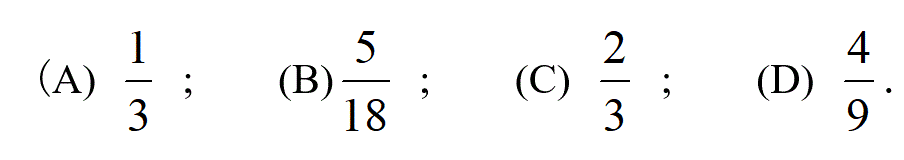 (A) 1/3 ; (B) 5/18 ; (C) 2/3 ; (D) 4/9 .